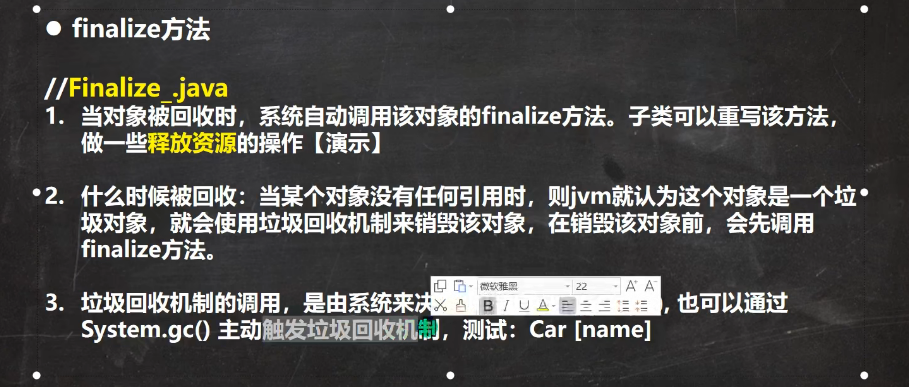 ● finalize方法
//Finalize_.java
1. 当对象被回收时，系统自动调用该对象的finalize方法。子类可以重写该方法，
做一些释放资源的操作【演示】
2. 什么时候被回收：当某个对象没有任何引用时，则jvm就认为这个对象是一个垃
圾对象，就会使用垃圾回收机制来销毁该对象，在销毁该对象前，会先调用
finalize方法。
微软雅黑 22 A+ A-
3. 垃圾回收机制的调用，是由系统来决 ), 也可以通过
B I U A
System.gc() 主动触发垃圾回收机制，测试：Car [name]